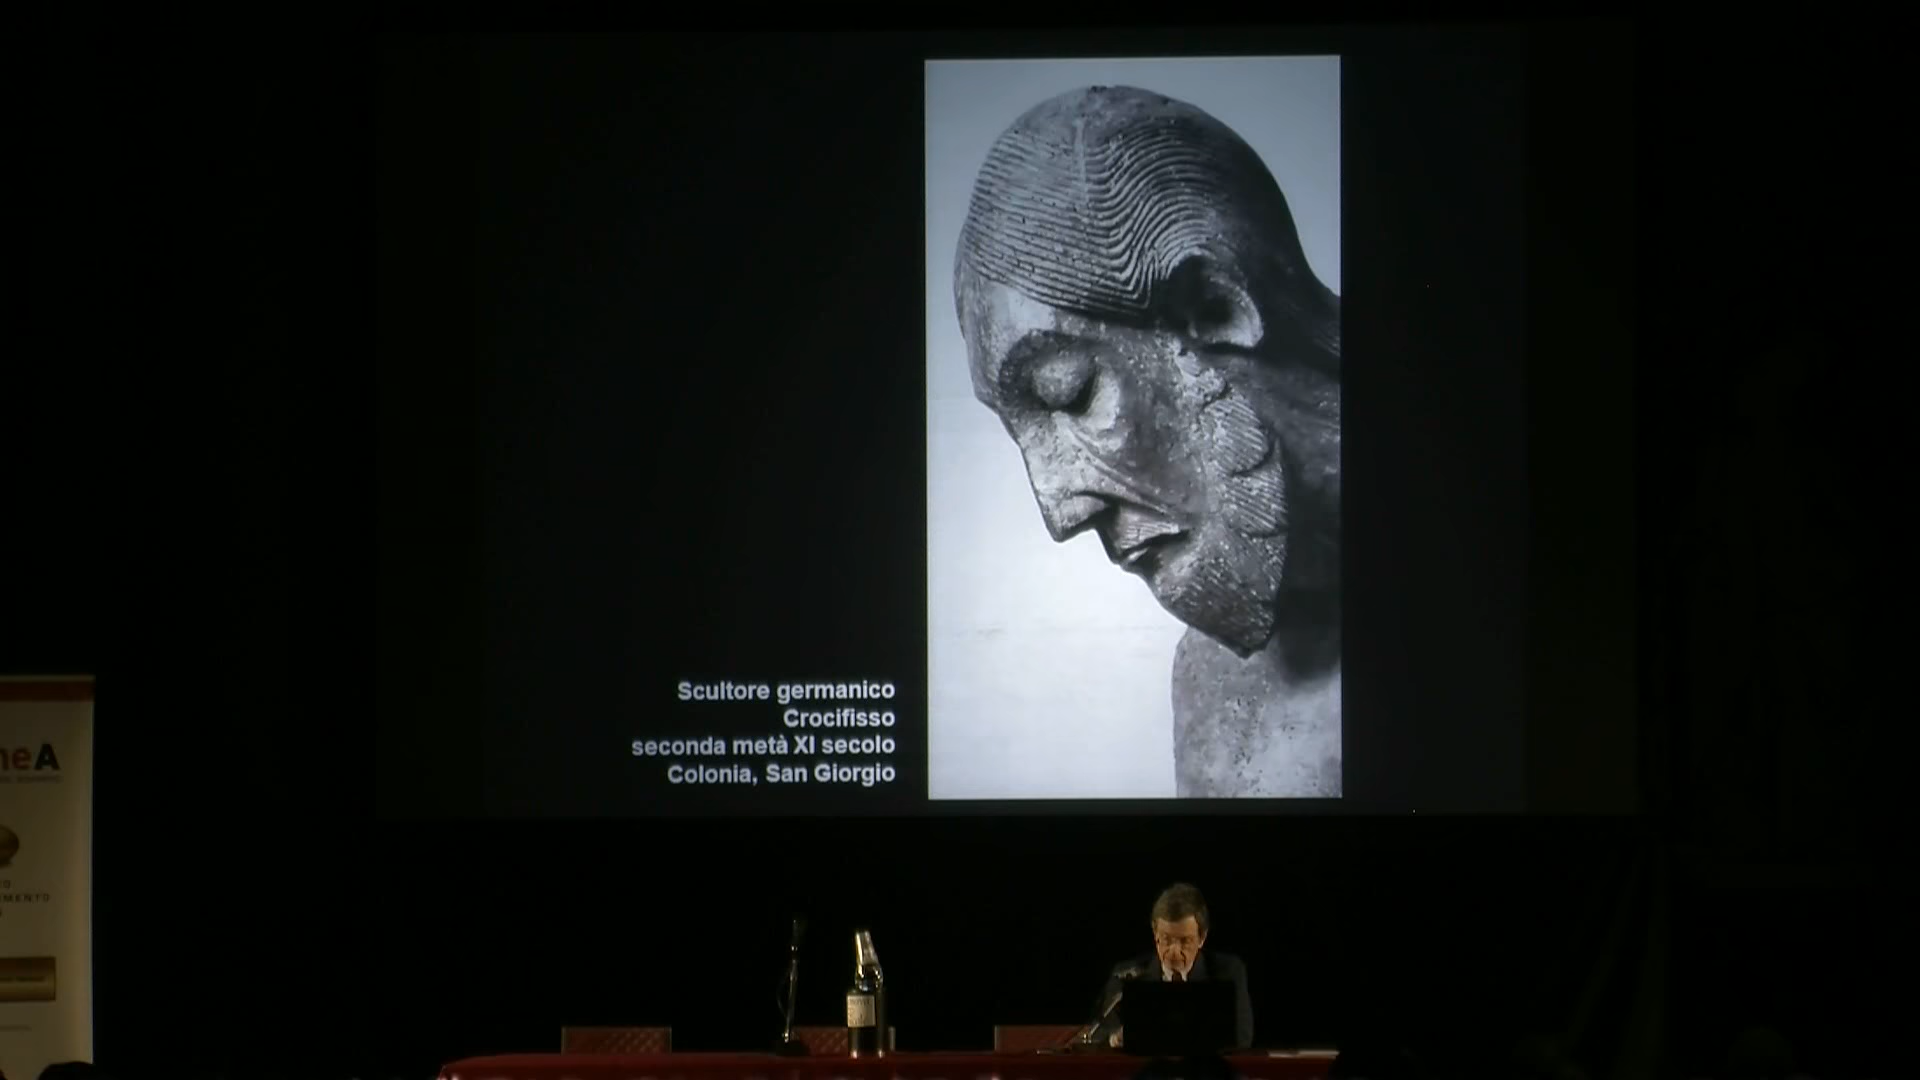 Scultore germanico
Crocifisso
seconda metà XI secolo
Colonia, San Giorgio